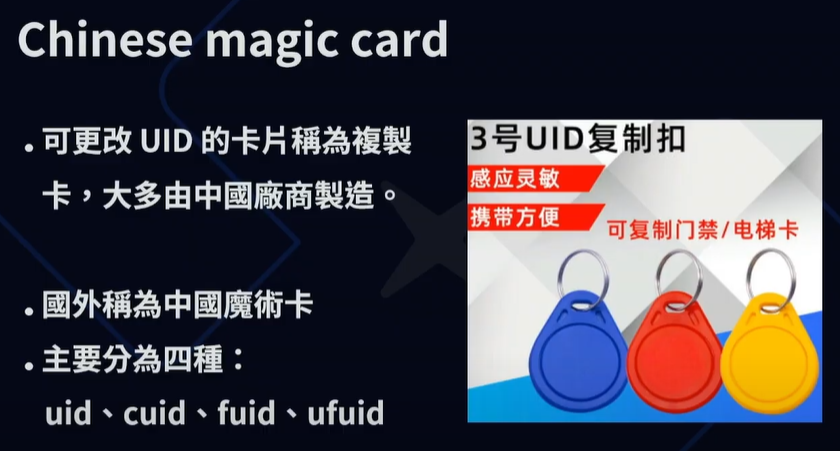 Chinese magic card
• 可更改 UID 的卡片稱為複製
卡，大多由中國廠商製造。
• 國外稱為中國魔術卡
• 主要分為四種：
uid、cuid、fuid、ufuid
3号UID复制扣
感应灵敏
携带方便
可复制门禁/电梯卡